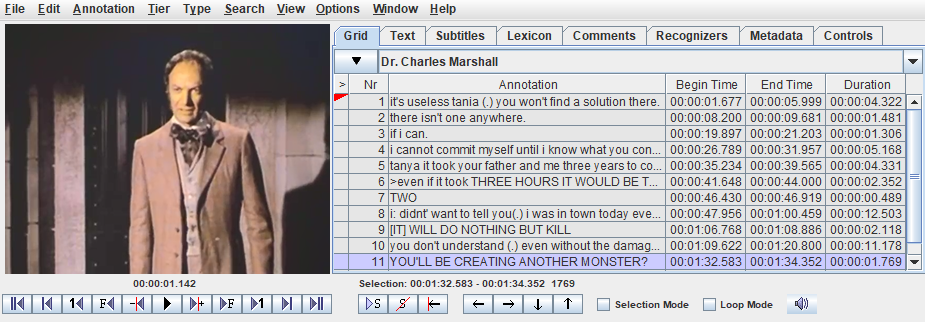 File Edit Annotation Tier Type Search View Options Window Help
Grid Text Subtitles Lexicon Comments Recognizers Metadata Controls
Dr. Charles Marshall
> Nr Annotation Begin Time End Time Duration
1 it's useless tania (.) you won't find a solution there. 00:00:01.677 00:00:05.999 00:00:04.322
2 there isn't one anywhere. 00:00:08.200 00:00:09.681 00:00:01.481
3 if i can. 00:00:19.897 00:00:21.203 00:00:01.306
4 i cannot commit myself until i know what you con... 00:00:26.789 00:00:31.957 00:00:05.168
5 tanya it took your father and me three years to co... 00:00:35.234 00:00:39.565 00:00:04.331
6 >even if it took THREE HOURS IT WOULD BE T... 00:00:41.648 00:00:44.000 00:00:02.352
7 TWO 00:00:46.430 00:00:46.919 00:00:00.489
8 i: didnt' want to tell you(.) i was in town today eve... 00:00:47.956 00:01:00.459 00:00:12.503
9 [IT] WILL DO NOTHING BUT KILL 00:01:06.768 00:01:08.886 00:00:02.118
10 you don't understand (.) even without the damag... 00:01:09.622 00:01:20.800 00:00:11.178
11 YOU'LL BE CREATING ANOTHER MONSTER? 00:01:32.583 00:01:34.352 00:00:01.769
00:00:01.142
Selection: 00:01:32.583 - 00:01:34.352 1769
1 F F 1 S S Selection Mode Loop Mode